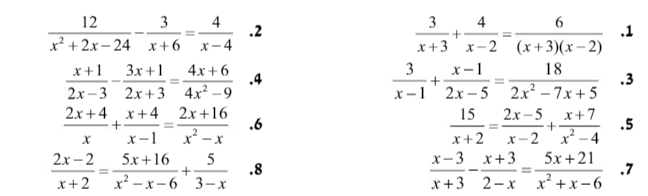 .1 3/(x+3) + 4/(x−2) = 6/((x+3)(x−2))
.2 12/(x²+2x−24) − 3/(x+6) = 4/(x−4)
.3 3/(x−1) + (x−1)/(2x−5) = 18/(2x²−7x+5)
.4 (x+1)/(2x−3) − (3x+1)/(2x+3) = (4x+6)/(4x²−9)
.5 15/(x+2) = (2x−5)/(x−2) + (x+7)/(x²−4)
.6 (2x+4)/x + (x+4)/(x−1) = (2x+16)/(x²−x)
.7 (x−3)/(x+3) − (x+3)/(2−x) = (5x+21)/(x²+x−6)
.8 (2x−2)/(x+2) = (5x+16)/(x²−x−6) + 5/(3−x)